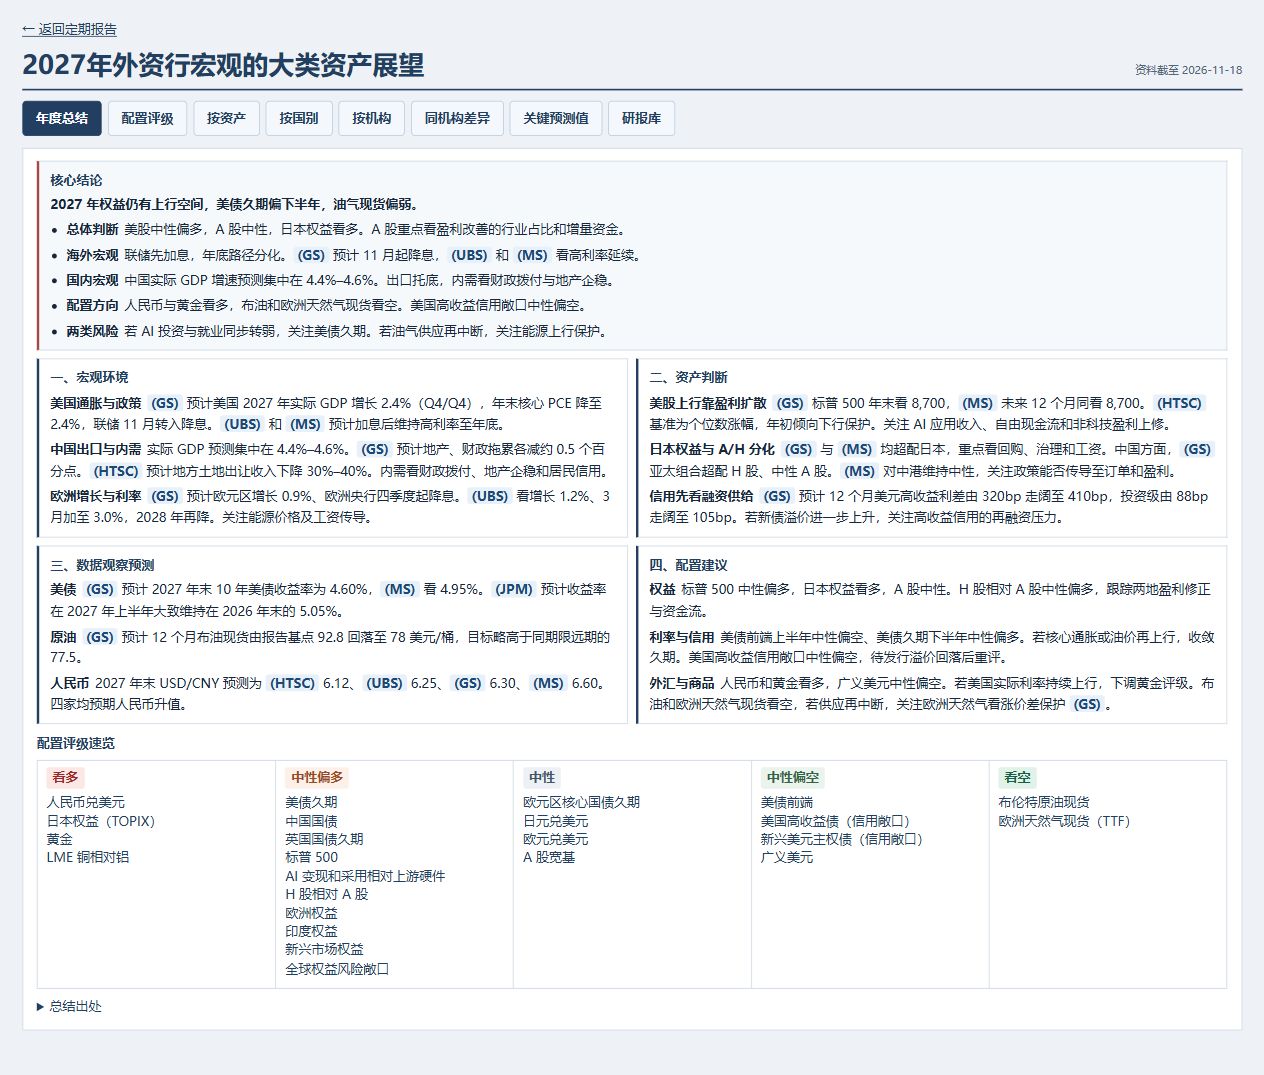 ← 返回定期报告
2027年外资行宏观的大类资产展望
资料截至 2026-11-18
年度总结
配置评级
按资产
按国别
按机构
同机构差异
关键预测值
研报库
核心结论
2027 年权益仍有上行空间，美债久期偏下半年，油气现货偏弱。
• 总体判断 美股中性偏多，A 股中性，日本权益看多。A 股重点看盈利改善的行业占比和增量资金。
• 海外宏观 联储先加息，年底路径分化。 (GS) 预计 11 月起降息， (UBS) 和 (MS) 看高利率延续。
• 国内宏观 中国实际 GDP 增速预测集中在 4.4%–4.6%。出口托底，内需看财政拨付与地产企稳。
• 配置方向 人民币与黄金看多，布油和欧洲天然气现货看空。美国高收益信用敞口中性偏空。
• 两类风险 若 AI 投资与就业同步转弱，关注美债久期。若油气供应再中断，关注能源上行保护。
一、宏观环境
美国通胀与政策 (GS) 预计美国 2027 年实际 GDP 增长 2.4%（Q4/Q4），年末核心 PCE 降至
2.4%，联储 11 月转入降息。 (UBS) 和 (MS) 预计加息后维持高利率至年底。
中国出口与内需 实际 GDP 预测集中在 4.4%–4.6%。 (GS) 预计地产、财政拖累各减约 0.5 个百
分点。 (HTSC) 预计地方土地出让收入下降 30%–40%。内需看财政拨付、地产企稳和居民信用。
欧洲增长与利率 (GS) 预计欧元区增长 0.9%、欧洲央行四季度起降息。 (UBS) 看增长 1.2%、3
月加至 3.0%，2028 年再降。关注能源价格及工资传导。
二、资产判断
美股上行靠盈利扩散 (GS) 标普 500 年末看 8,700， (MS) 未来 12 个月同看 8,700。 (HTSC)
基准为个位数涨幅，年初倾向下行保护。关注 AI 应用收入、自由现金流和非科技盈利上修。
日本权益与 A/H 分化 (GS) 与 (MS) 均超配日本，重点看回购、治理和工资。中国方面， (GS)
亚太组合超配 H 股、中性 A 股。 (MS) 对中港维持中性，关注政策能否传导至订单和盈利。
信用先看融资供给 (GS) 预计 12 个月美元高收益利差由 320bp 走阔至 410bp，投资级由 88bp
走阔至 105bp。若新债溢价进一步上升，关注高收益信用的再融资压力。
三、数据观察预测
美债 (GS) 预计 2027 年末 10 年美债收益率为 4.60%， (MS) 看 4.95%。 (JPM) 预计收益率
在 2027 年上半年大致维持在 2026 年末的 5.05%。
原油 (GS) 预计 12 个月布油现货由报告基点 92.8 回落至 78 美元/桶，目标略高于同期限远期的
77.5。
人民币 2027 年末 USD/CNY 预测为 (HTSC) 6.12、 (UBS) 6.25、 (GS) 6.30、 (MS) 6.60。
四家均预期人民币升值。
四、配置建议
权益 标普 500 中性偏多，日本权益看多，A 股中性。H 股相对 A 股中性偏多，跟踪两地盈利修正
与资金流。
利率与信用 美债前端上半年中性偏空、美债久期下半年中性偏多。若核心通胀或油价再上行，收敛
久期。美国高收益信用敞口中性偏空，待发行溢价回落后重评。
外汇与商品 人民币和黄金看多，广义美元中性偏空。若美国实际利率持续上行，下调黄金评级。布
油和欧洲天然气现货看空，若供应再中断，关注欧洲天然气看涨价差保护 (GS) 。
配置评级速览
看多
人民币兑美元
日本权益（TOPIX）
黄金
LME 铜相对铝
中性偏多
美债久期
中国国债
英国国债久期
标普 500
AI 变现和采用相对上游硬件
H 股相对 A 股
欧洲权益
印度权益
新兴市场权益
全球权益风险敞口
中性
欧元区核心国债久期
日元兑美元
欧元兑美元
A 股宽基
中性偏空
美债前端
美国高收益债（信用敞口）
新兴美元主权债（信用敞口）
广义美元
看空
布伦特原油现货
欧洲天然气现货（TTF）
▶ 总结出处